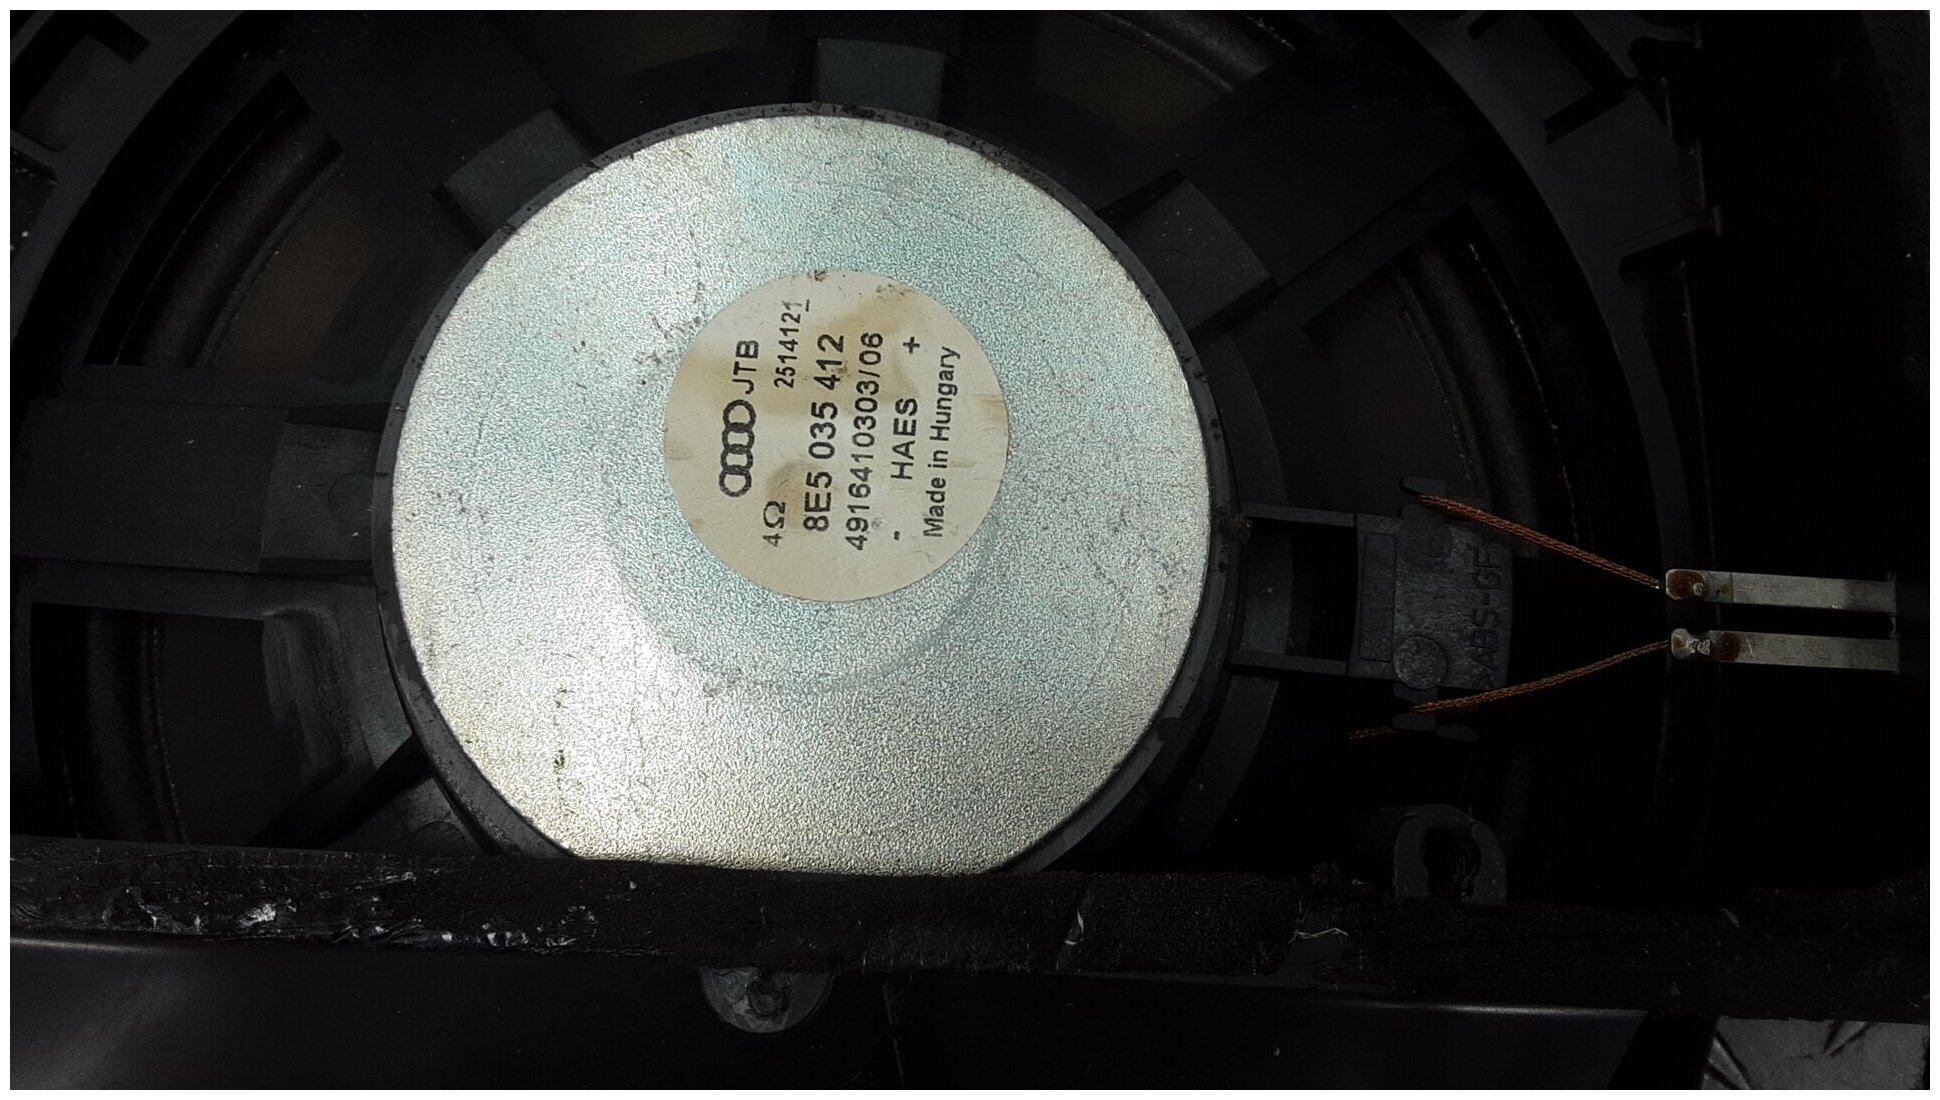 JTB
4Ω 2514121
8E5 035 412
4916410303/06
- HAES +
Made in Hungary
>ABS-GF